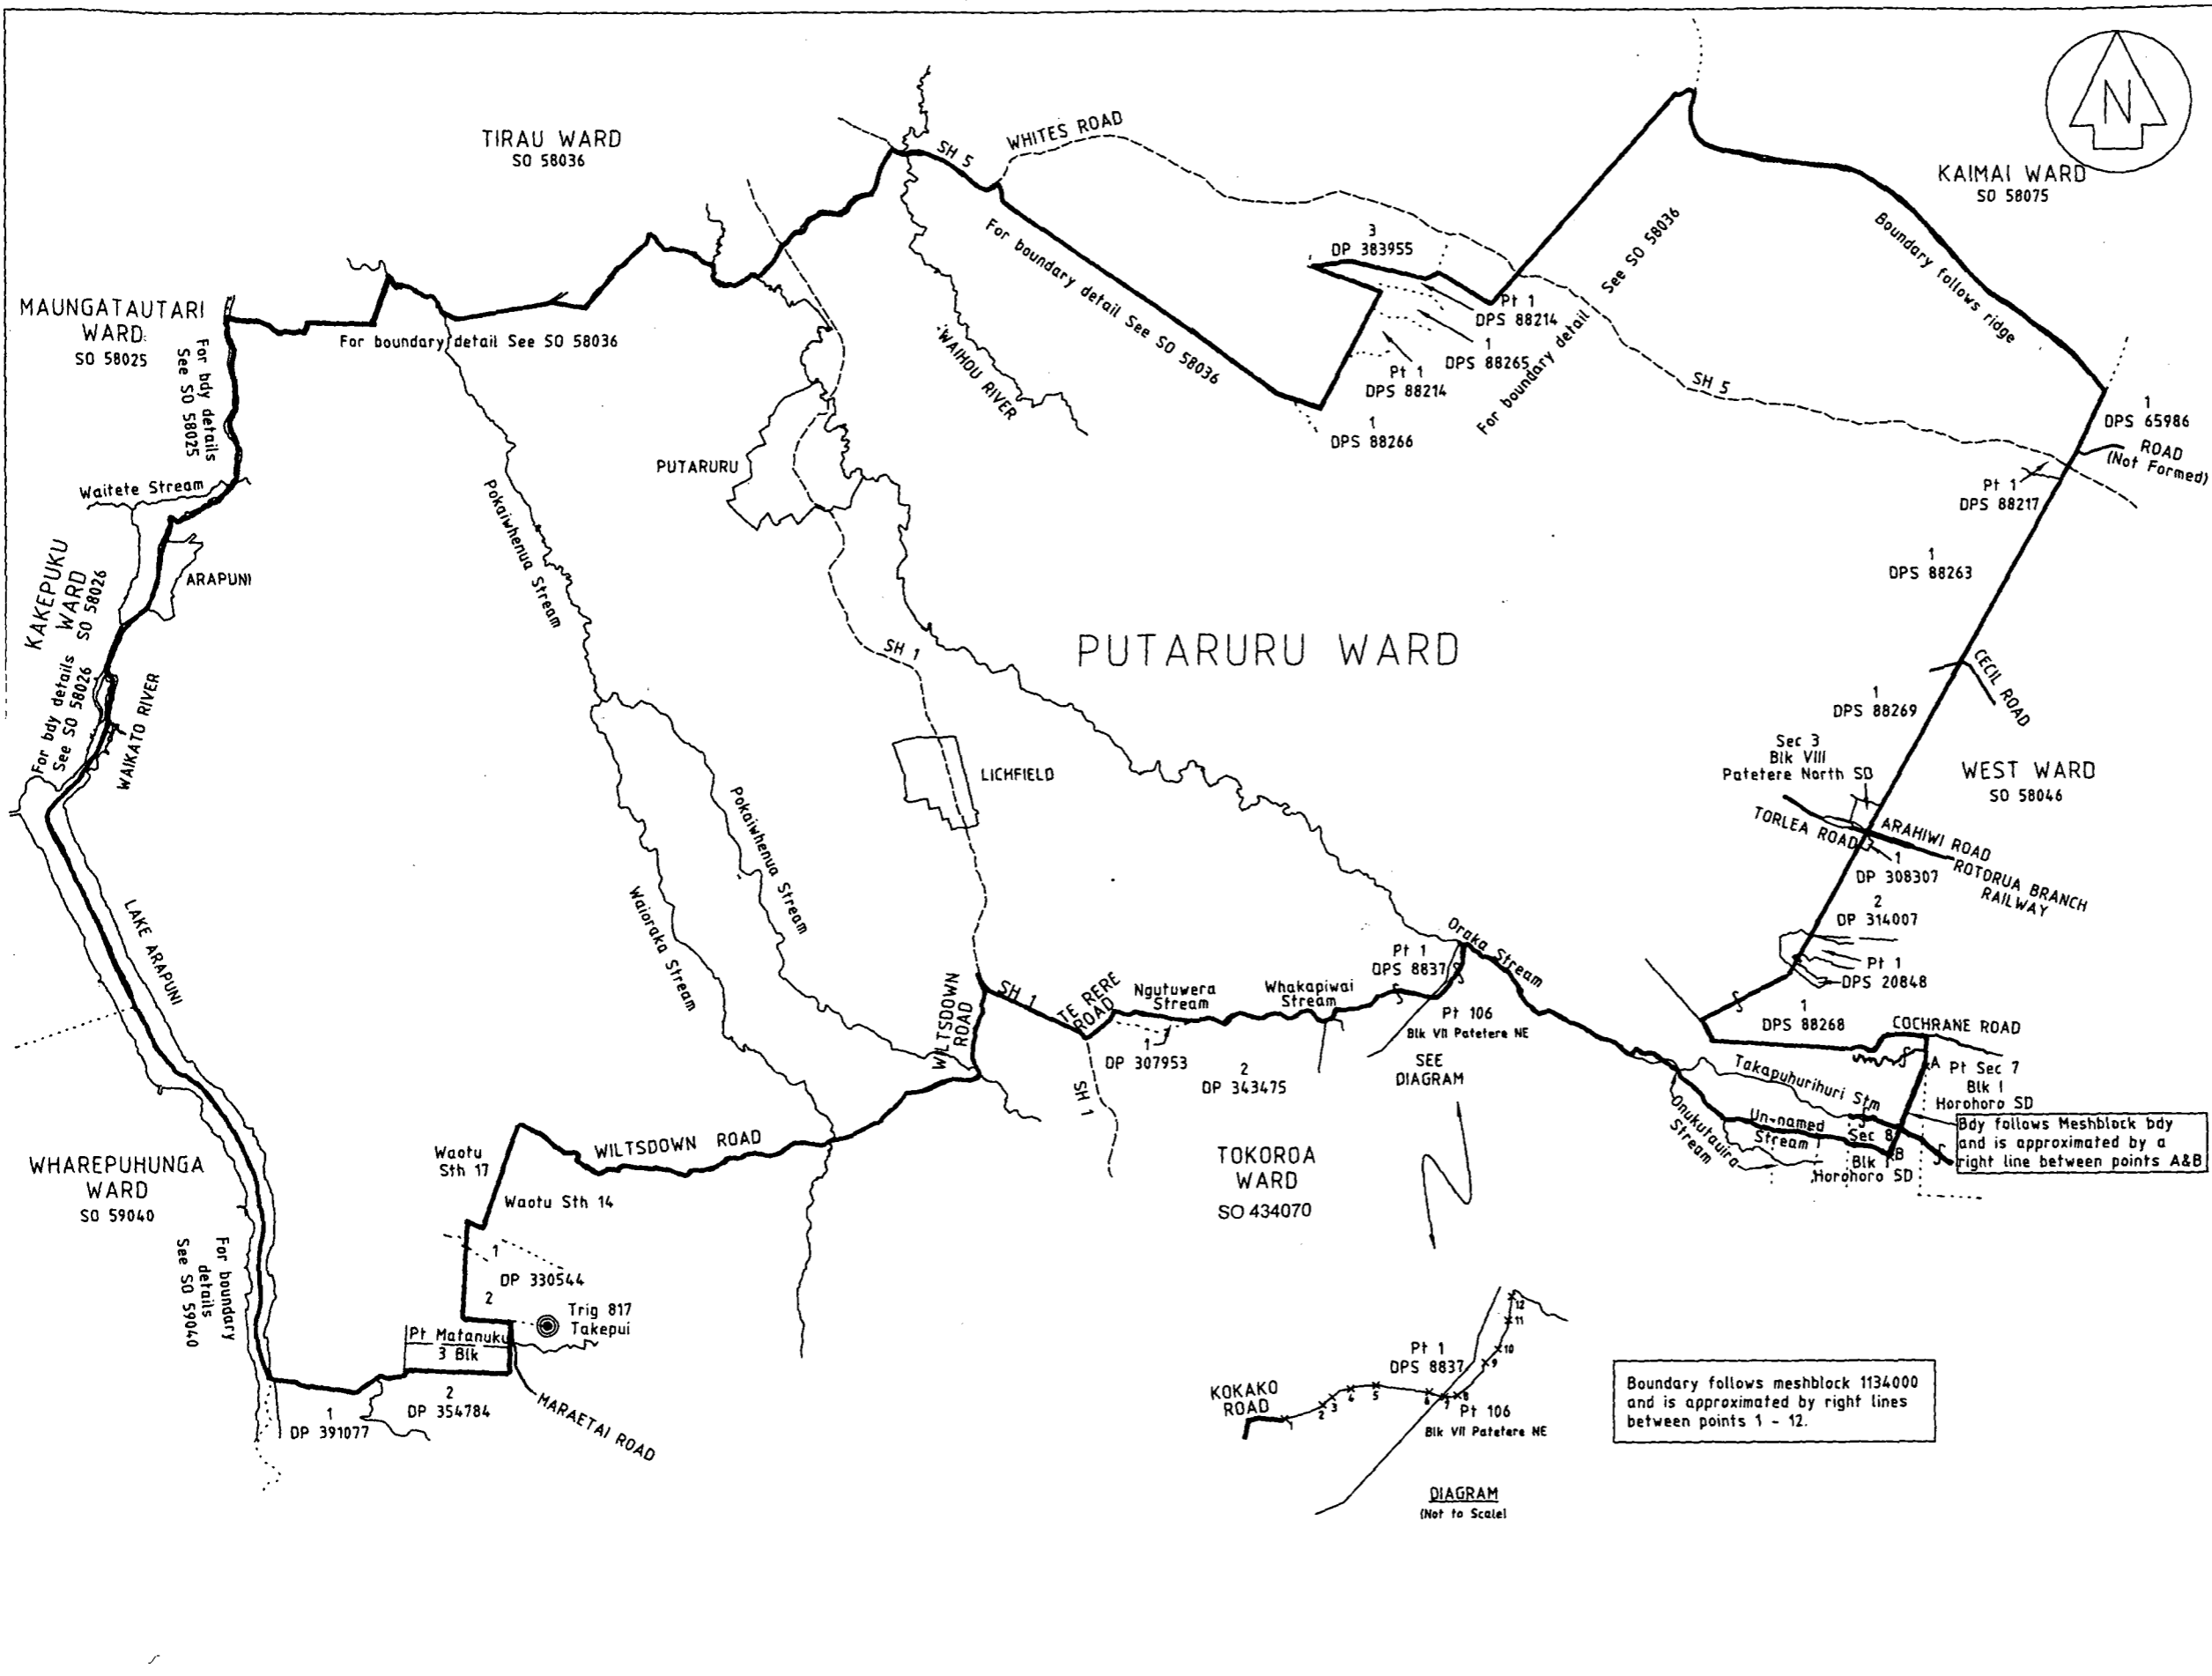 N
TIRAU WARD
SO 58036
KAIMAI WARD
SO 58075
SH 5
WHITES ROAD
For boundary detail See SO 58036
3
DP 383955
Pt 1
DPS 88214
1
DPS 88265
Pt 1
DPS 88214
1
DPS 88266
For boundary detail
See SO 58036
Boundary follows ridge
SH 5
1
DPS 65986
ROAD
(Not Formed)
Pt 1
DPS 88217
MAUNGATAUTARI
WARD
SO 58025
For bdy details
See SO 58025
For boundary detail See SO 58036
WAIHOU RIVER
PUTARURU
Waitete Stream
Pokaiwhenua Stream
ARAPUNI
KAKEPUKU
WARD
SO 58026
For bdy details
See SO 58026
WAIKATO RIVER
SH 1
PUTARURU WARD
1
DPS 88263
CECIL ROAD
1
DPS 88269
Sec 3
Blk VIII
Patetere North SD
WEST WARD
SO 58046
TORLEA ROAD
ARAHIWI ROAD
ROTORUA BRANCH
RAILWAY
1
DP 308307
2
DP 314007
Pt 1
DPS 20848
LICHFIELD
Pokaiwhenua Stream
Waioraka Stream
LAKE ARAPUNI
WILTSDOWN
ROAD
SH 1
TE RERE
ROAD
Ngutuwera
Stream
Whakapiwai
Stream
Pt 1
DPS 8837
Oraka Stream
1
DP 307953
2
DP 343475
SH 1
Pt 106
Blk VII Patetere NE
SEE
DIAGRAM
1
DPS 88268
COCHRANE ROAD
A
Pt Sec 7
Blk I
Horohoro SD
Takapuhurihuri Stm
Onukutauira
Stream
Un-named
Stream
Sec 8
Blk I
Horohoro SD
B
Bdy follows Meshblock bdy
and is approximated by a
right line between points A&B
WHAREPUHUNGA
WARD
SO 59040
For boundary
details
See SO 59040
Waotu
Sth 17
WILTSDOWN ROAD
Waotu Sth 14
1
DP 330544
2
Trig 817
Takepui
Pt Matanuku
3 Blk
2
DP 354784
1
DP 391077
MARAETAI ROAD
TOKOROA
WARD
SO 434070
N
KOKAKO
ROAD
1
2
3
4
5
6
7
8
9
10
11
12
Pt 1
DPS 8837
Pt 106
Blk VII Patetere NE
DIAGRAM
(Not to Scale)
Boundary follows meshblock 1134000
and is approximated by right lines
between points 1 - 12.